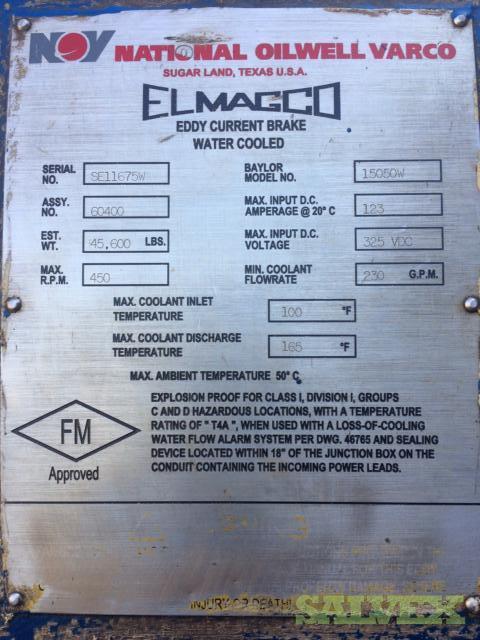 NOV NATIONAL OILWELL VARCO
SUGAR LAND, TEXAS U.S.A.
ELMAGCO
EDDY CURRENT BRAKE
WATER COOLED
SERIAL NO. SE11675W
BAYLOR MODEL NO. 15050W
ASSY. NO. 60400
MAX. INPUT D.C. AMPERAGE @ 20° C 123
EST. WT. 45,600 LBS.
MAX. INPUT D.C. VOLTAGE 325 VDC
MAX. R.P.M. 450
MIN. COOLANT FLOWRATE 230 G.P.M.
MAX. COOLANT INLET TEMPERATURE 100 °F
MAX. COOLANT DISCHARGE TEMPERATURE 165 °F
MAX. AMBIENT TEMPERATURE 50° C.
FM
Approved
EXPLOSION PROOF FOR CLASS I, DIVISION I, GROUPS
C AND D HAZARDOUS LOCATIONS, WITH A TEMPERATURE
RATING OF " T4A ", WHEN USED WITH A LOSS-OF-COOLING
WATER FLOW ALARM SYSTEM PER DWG. 46765 AND SEALING
DEVICE LOCATED WITHIN 18" OF THE JUNCTION BOX ON THE
CONDUIT CONTAINING THE INCOMING POWER LEADS.
INJURY OR DEATH!
SALVEX